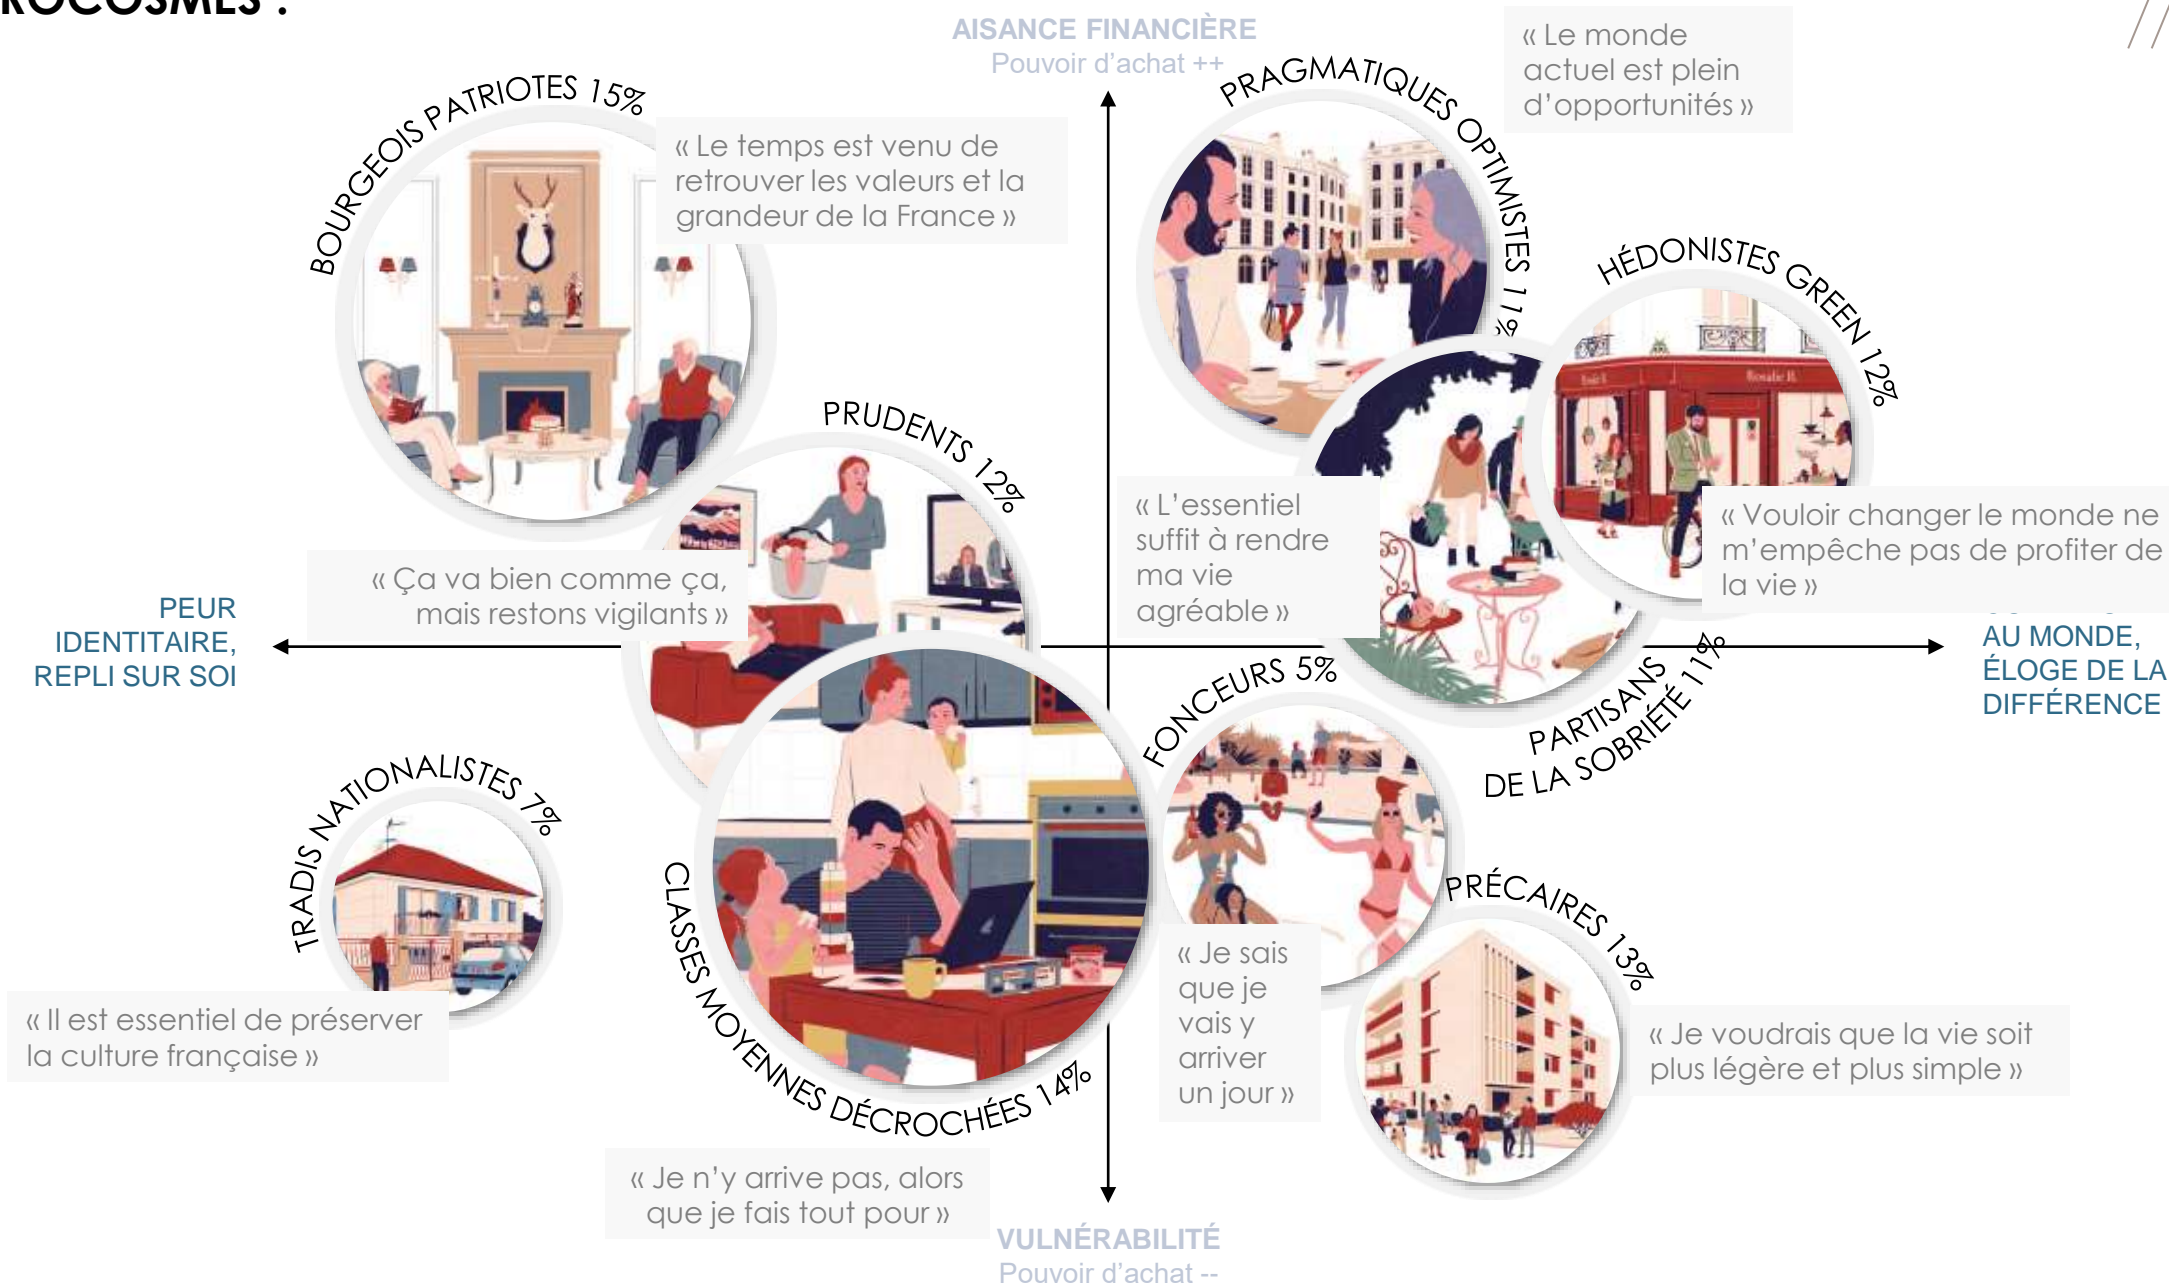 ROCOSMES :
AISANCE FINANCIÈRE
Pouvoir d'achat ++
BOURGEOIS PATRIOTES 15%
« Le temps est venu de
retrouver les valeurs et la
grandeur de la France »
PRAGMATIQUES OPTIMISTES 11%
« Le monde
actuel est plein
d'opportunités »
HÉDONISTES GREEN 12%
Rosalie B.
« Vouloir changer le monde ne
m'empêche pas de profiter de
la vie »
PRUDENTS 12%
« Ça va bien comme ça,
mais restons vigilants »
« L'essentiel
suffit à rendre
ma vie
agréable »
PARTISANS
DE LA SOBRIÉTÉ 11%
PEUR
IDENTITAIRE,
REPLI SUR SOI
AU MONDE,
ÉLOGE DE LA
DIFFÉRENCE
TRADIS NATIONALISTES 7%
« Il est essentiel de préserver
la culture française »
CLASSES MOYENNES DÉCROCHÉES 14%
« Je n'y arrive pas, alors
que je fais tout pour »
FONCEURS 5%
« Je sais
que je
vais y
arriver
un jour »
PRÉCAIRES 13%
« Je voudrais que la vie soit
plus légère et plus simple »
VULNÉRABILITÉ
Pouvoir d'achat --